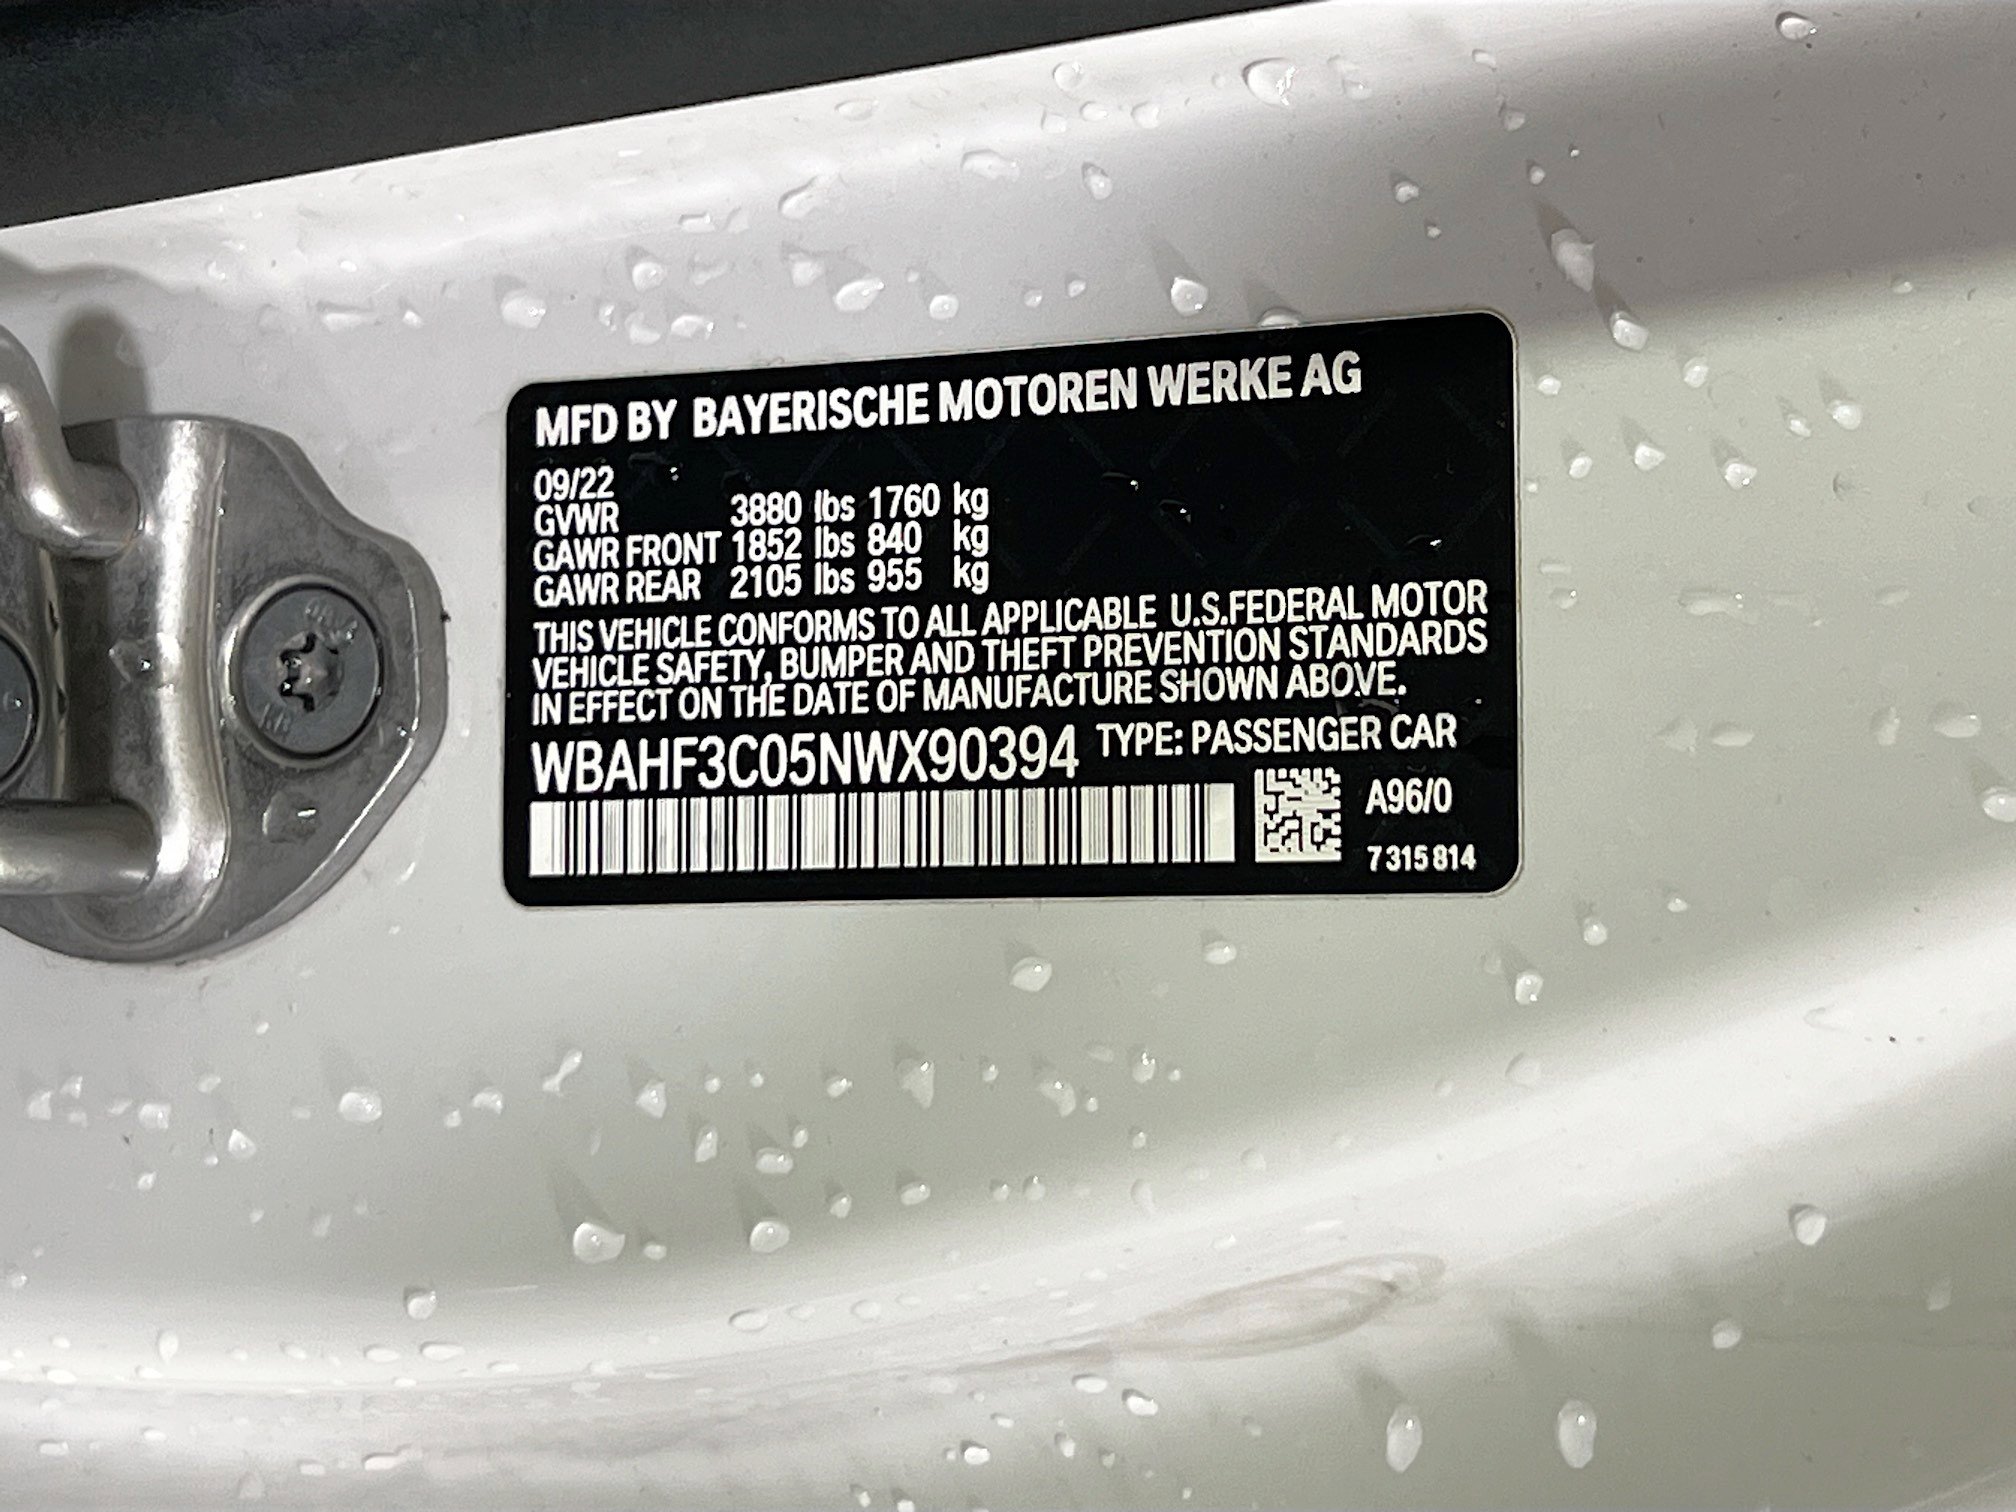 MFD BY BAYERISCHE MOTOREN WERKE AG
09/22
GVWR 3880 lbs 1760 kg
GAWR FRONT 1852 lbs 840 kg
GAWR REAR 2105 lbs 955 kg
THIS VEHICLE CONFORMS TO ALL APPLICABLE U.S.FEDERAL MOTOR
VEHICLE SAFETY, BUMPER AND THEFT PREVENTION STANDARDS
IN EFFECT ON THE DATE OF MANUFACTURE SHOWN ABOVE.
WBAHF3C05NWX90394 TYPE: PASSENGER CAR
A96/0
7 315 814